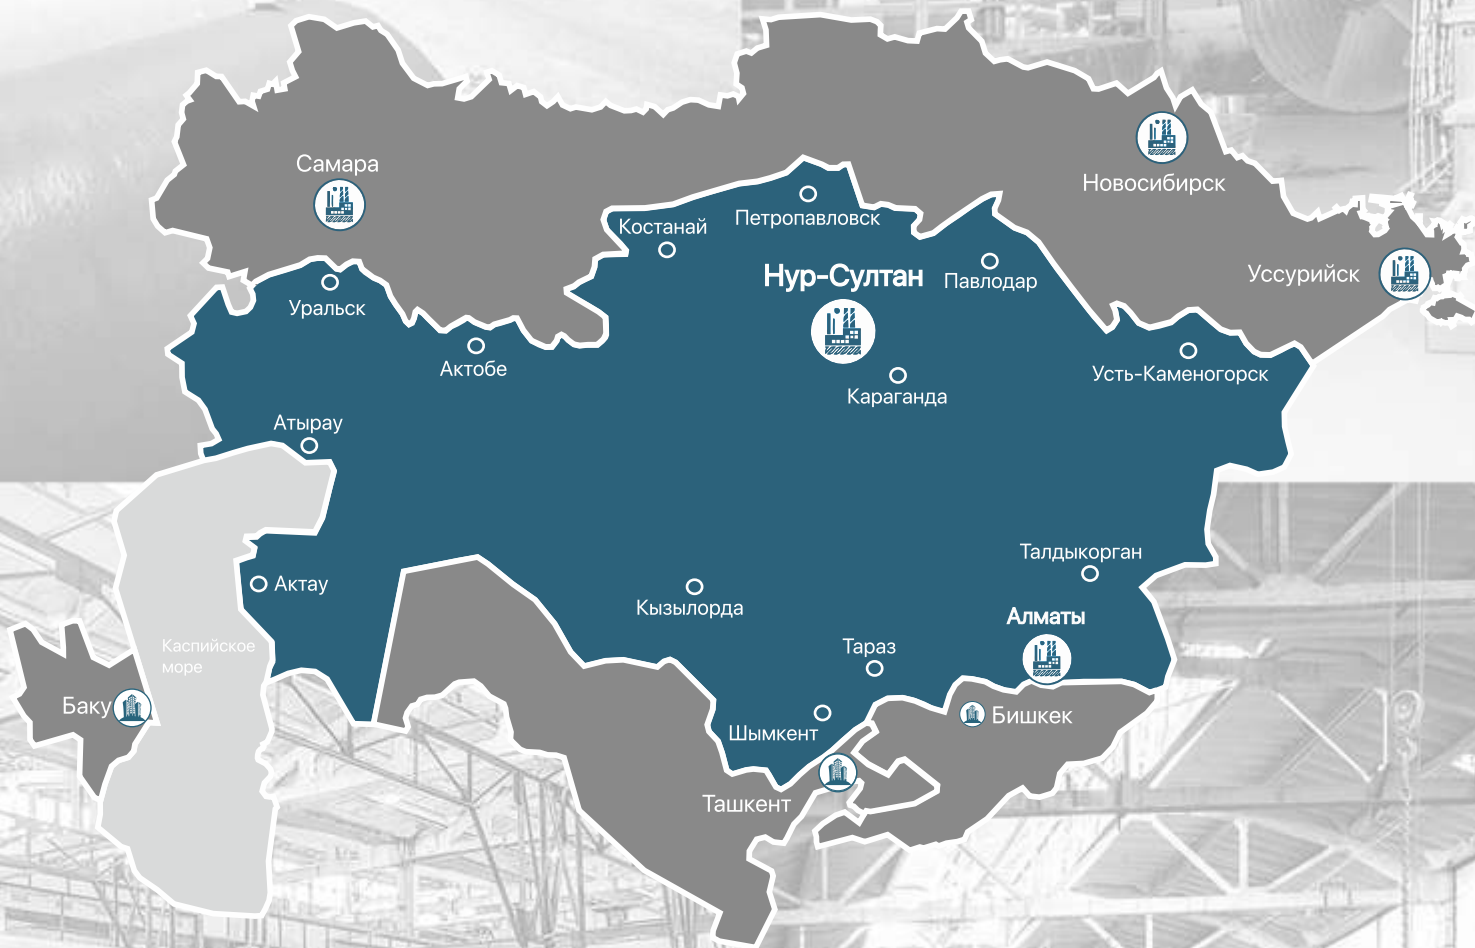 Самара
Новосибирск
Костанай
Петропавловск
Нур-Султан
Павлодар
Уссурийск
Уральск
Актобе
Караганда
Усть-Каменогорск
Атырау
Талдыкорган
Актау
Кызылорда
Алматы
Каспийское
море
Тараз
Баку
Бишкек
Шымкент
Ташкент